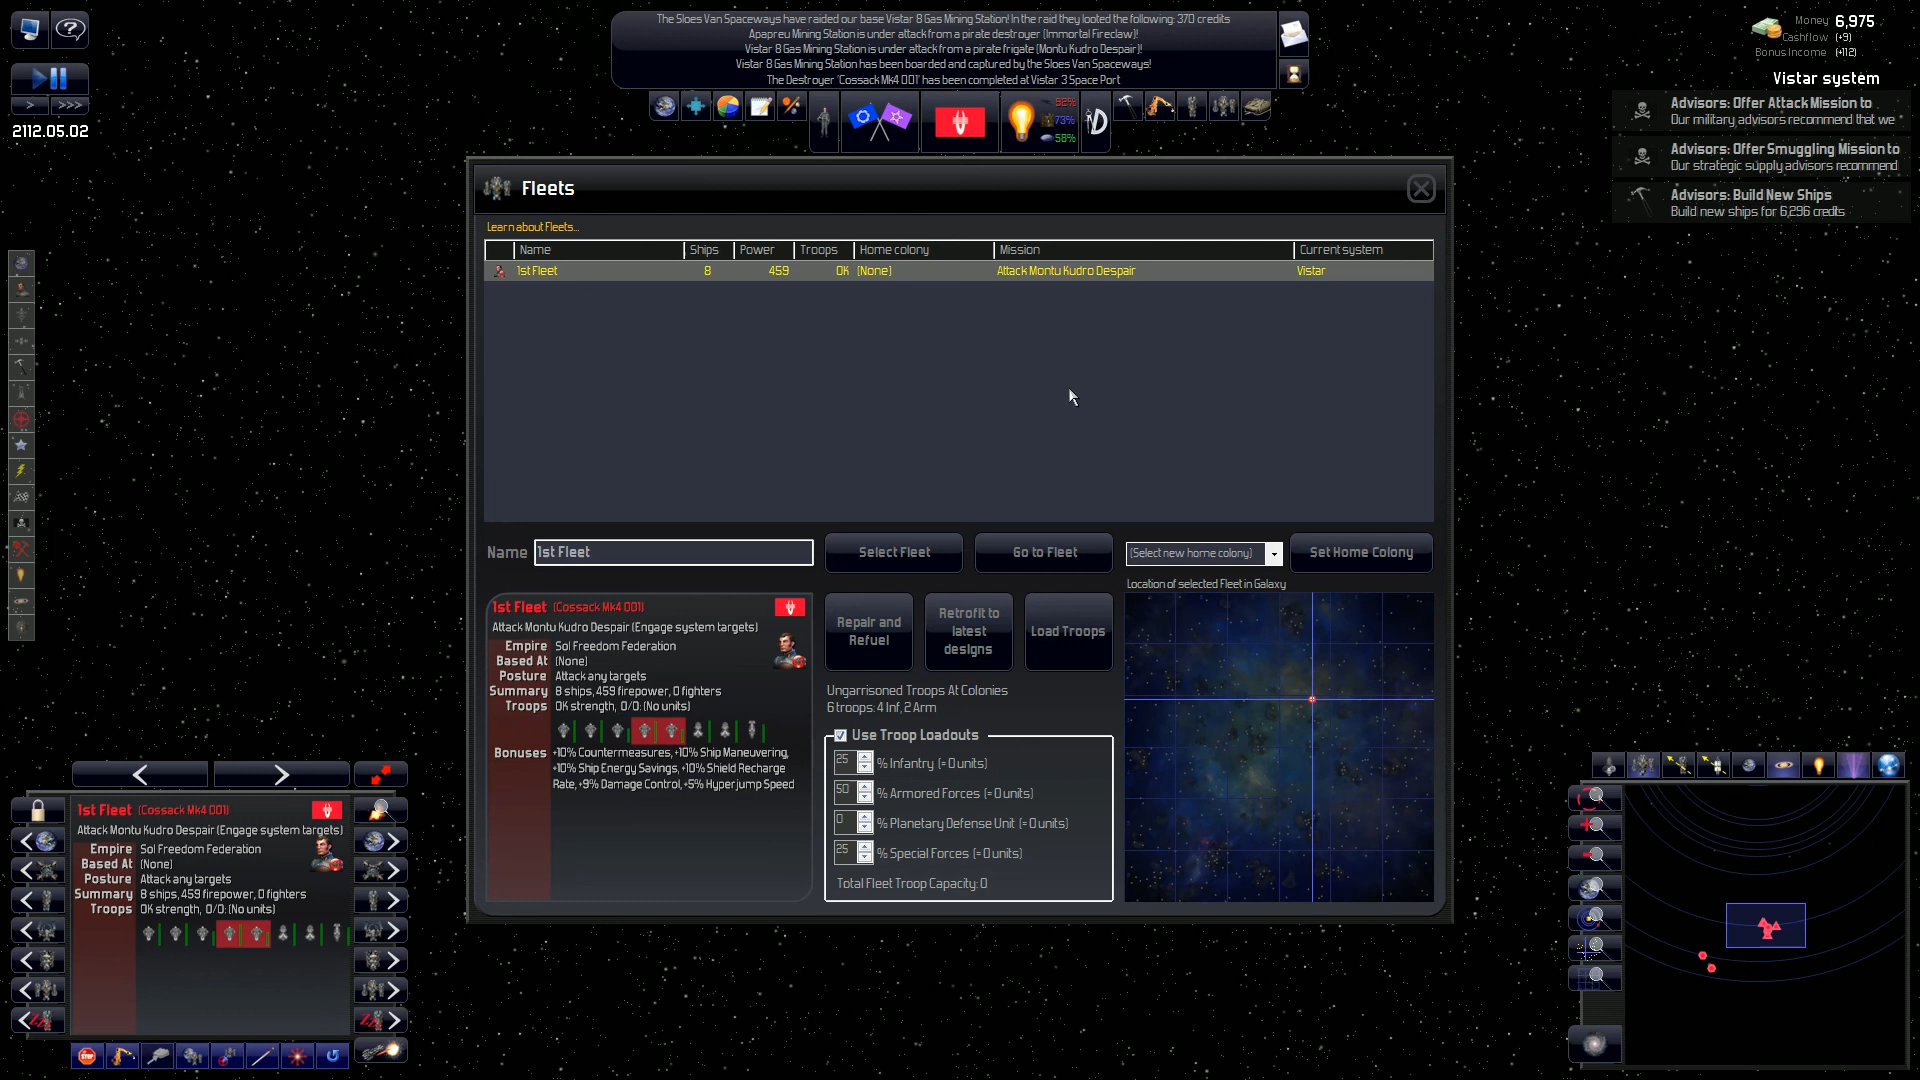 The Sloes Van Spaceways have raided our base Vistar 8 Gas Mining Station! In the raid they looted the following: 370 credits
Apapreu Mining Station is under attack from a pirate destroyer (Immortal Fireclaw)!
Vistar 8 Gas Mining Station is under attack from a pirate frigate (Montu Kudro Despair)!
Vistar 8 Gas Mining Station has been boarded and captured by the Sloes Van Spaceways!
The Destroyer 'Cossack Mk4 001' has been completed at Vistar 3 Space Port
Money 6,975
Cashflow (+9)
Bonus Income (+112)
Vistar system
Advisors: Offer Attack Mission to
Our military advisors recommend that we
Advisors: Offer Smuggling Mission to
Our strategic supply advisors recommend
Advisors: Build New Ships
Build new ships for 6,296 credits
> >>>
2112.05.02
73%
58%
Fleets
Learn about Fleets...
Name Ships Power Troops Home colony Mission Current system
1st Fleet 8 459 0K (None) Attack Montu Kudro Despair Vistar
Name 1st Fleet
Select Fleet
Go to Fleet
(Select new home colony)
Set Home Colony
Location of selected Fleet in Galaxy
1st Fleet (Cossack Mk4 001)
Attack Montu Kudro Despair (Engage system targets)
Empire Sol Freedom Federation
Based At (None)
Posture Attack any targets
Summary 8 ships, 459 firepower, 0 fighters
Troops 0K strength, 0/0: (No units)
Bonuses +10% Countermeasures, +10% Ship Maneuvering,
+10% Ship Energy Savings, +10% Shield Recharge
Rate, +9% Damage Control, +5% Hyperjump Speed
Repair and Refuel
Retrofit to latest designs
Load Troops
Ungarrisoned Troops At Colonies
6 troops: 4 Inf, 2 Arm
Use Troop Loadouts
25 % Infantry (= 0 units)
50 % Armored Forces (= 0 units)
0 % Planetary Defense Unit (= 0 units)
25 % Special Forces (= 0 units)
Total Fleet Troop Capacity: 0
1st Fleet (Cossack Mk4 001)
Attack Montu Kudro Despair (Engage system targets)
Empire Sol Freedom Federation
Based At (None)
Posture Attack any targets
Summary 8 ships, 459 firepower, 0 fighters
Troops 0K strength, 0/0: (No units)
STOP